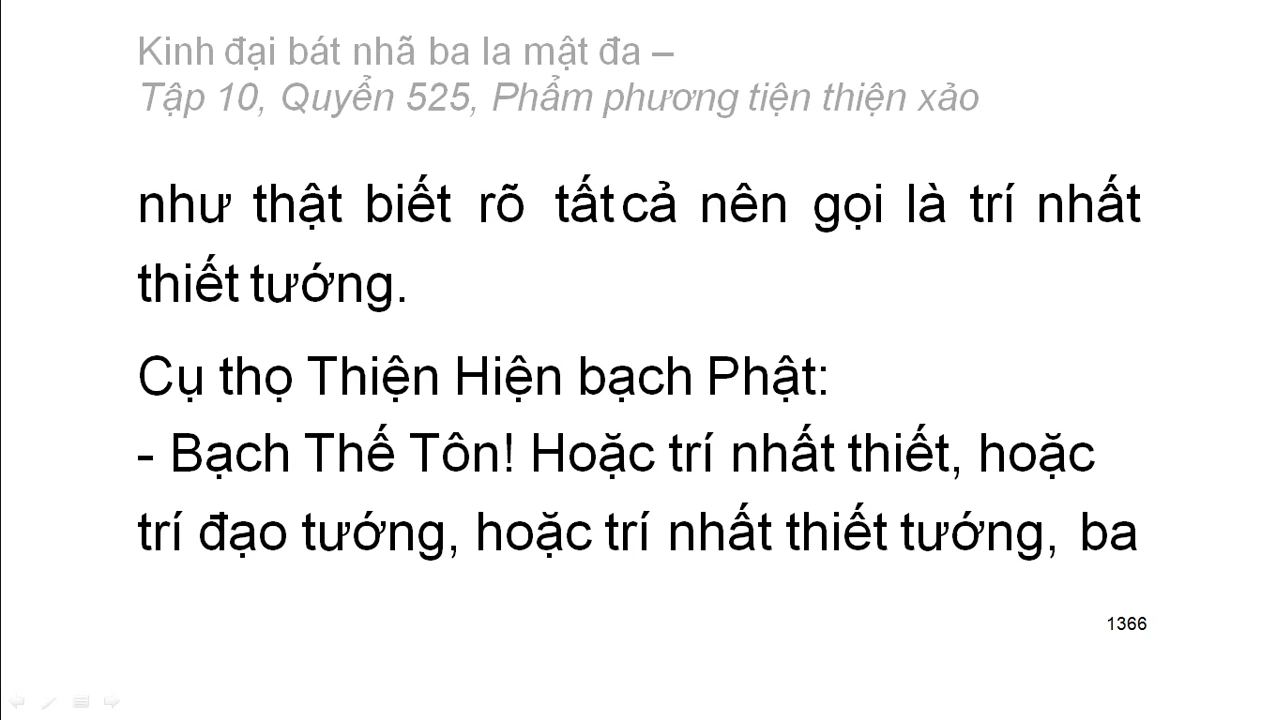 Kinh đại bát nhã ba la mật đa –
Tập 10, Quyển 525, Phẩm phương tiện thiện xảo
như thật biết rõ tất cả nên gọi là trí nhất
thiết tướng.
Cụ thọ Thiện Hiện bạch Phật:
- Bạch Thế Tôn! Hoặc trí nhất thiết, hoặc
trí đạo tướng, hoặc trí nhất thiết tướng, ba
1366